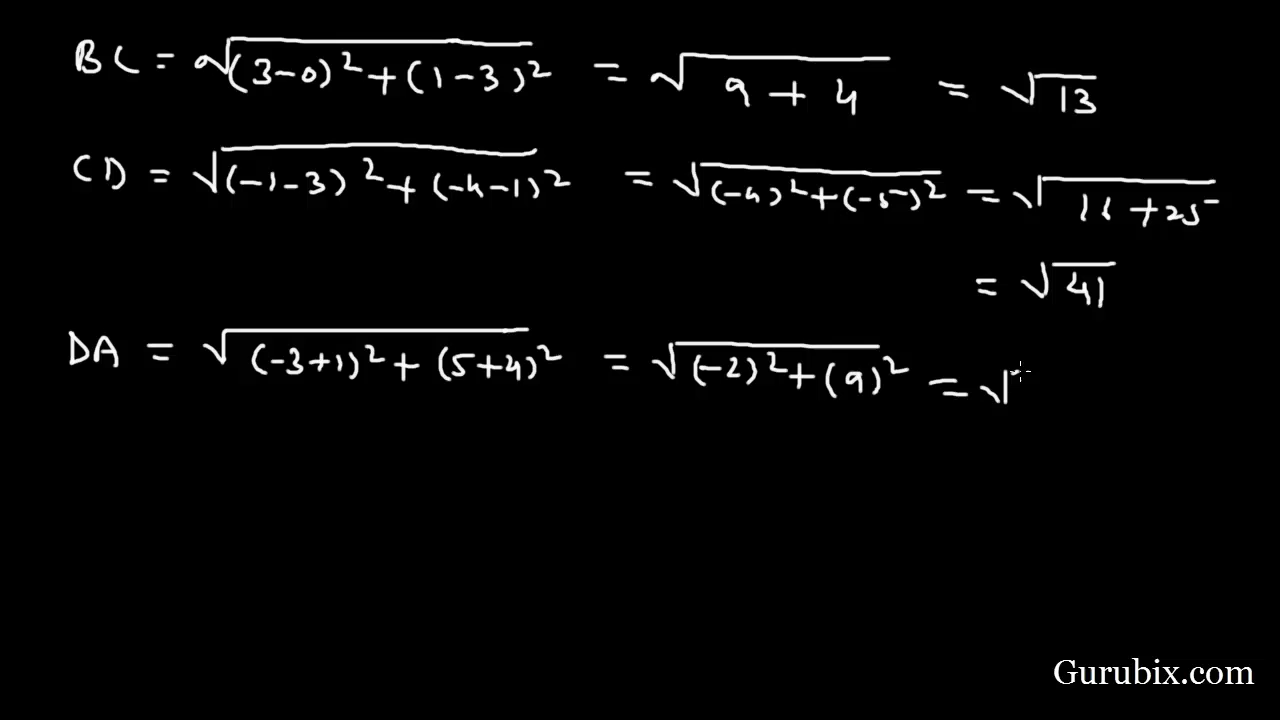 BC = √(3-0)² + (1-3)² = √9 + 4 = √13
CD = √(-1-3)² + (-4-1)² = √(-4)² + (-5)² = √16 + 25
= √41
DA = √(-3+1)² + (5+4)² = √(-2)² + (9)² = √
Gurubix.com